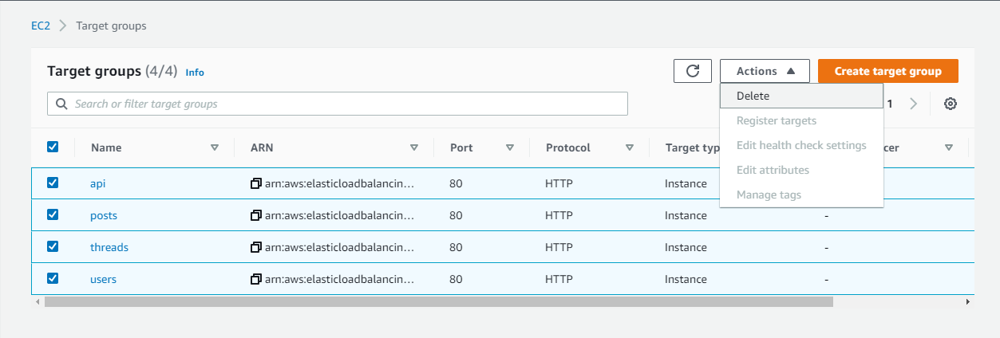 EC2 > Target groups
Target groups (4/4) Info
Actions
Create target group
Search or filter target groups
1
Delete
Register targets
Edit health check settings
Edit attributes
Manage tags
Name ARN Port Protocol Target typ cer
api arn:aws:elasticloadbalancin... 80 HTTP Instance
posts arn:aws:elasticloadbalancin... 80 HTTP Instance -
threads arn:aws:elasticloadbalancin... 80 HTTP Instance -
users arn:aws:elasticloadbalancin... 80 HTTP Instance -